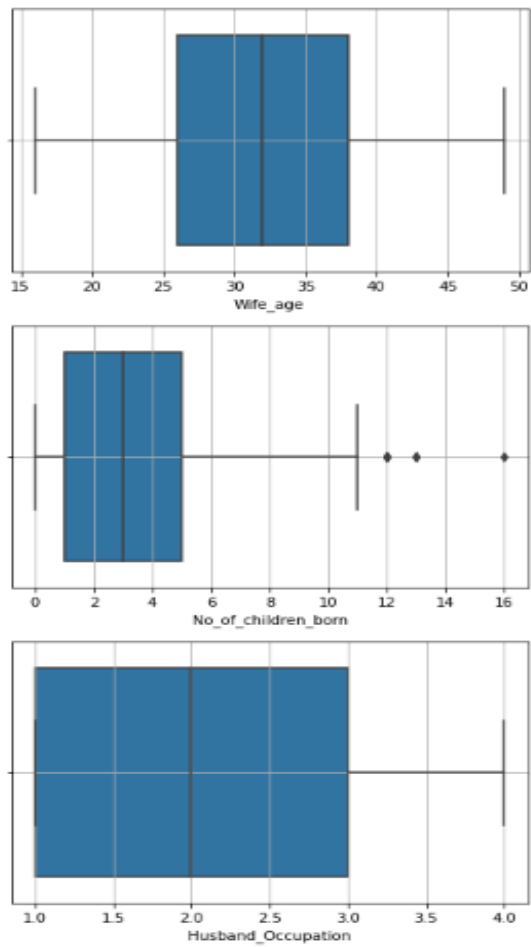 15 20 25 30 35 40 45 50
Wife_age
0 2 4 6 8 10 12 14 16
No_of_children_born
1.0 1.5 2.0 2.5 3.0 3.5 4.0
Husband_Occupation